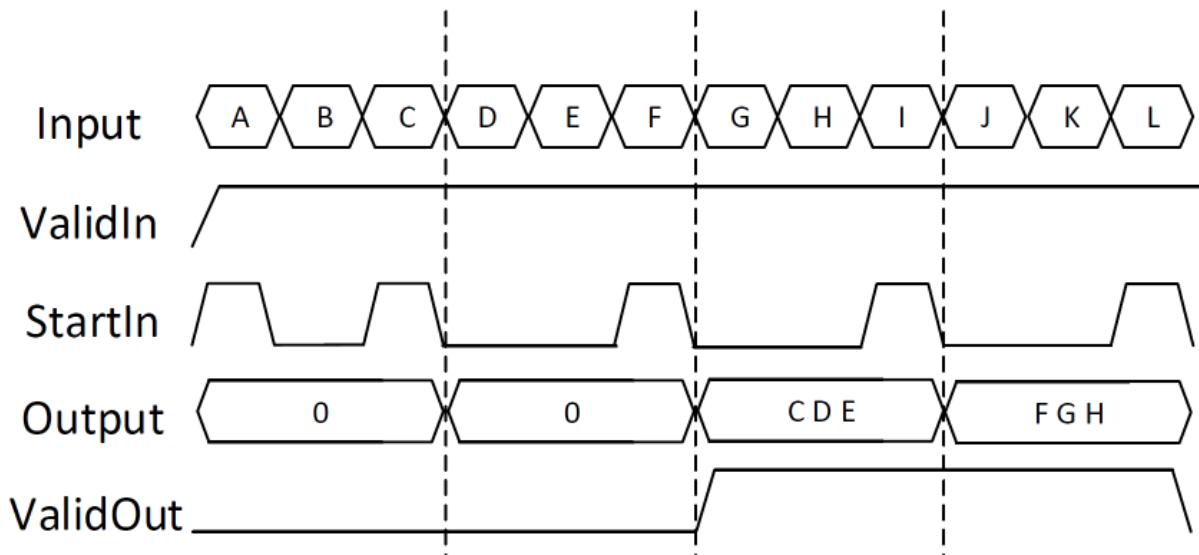 Input A B C D E F G H I J K L
ValidIn
StartIn
Output 0 0 C D E F G H
ValidOut